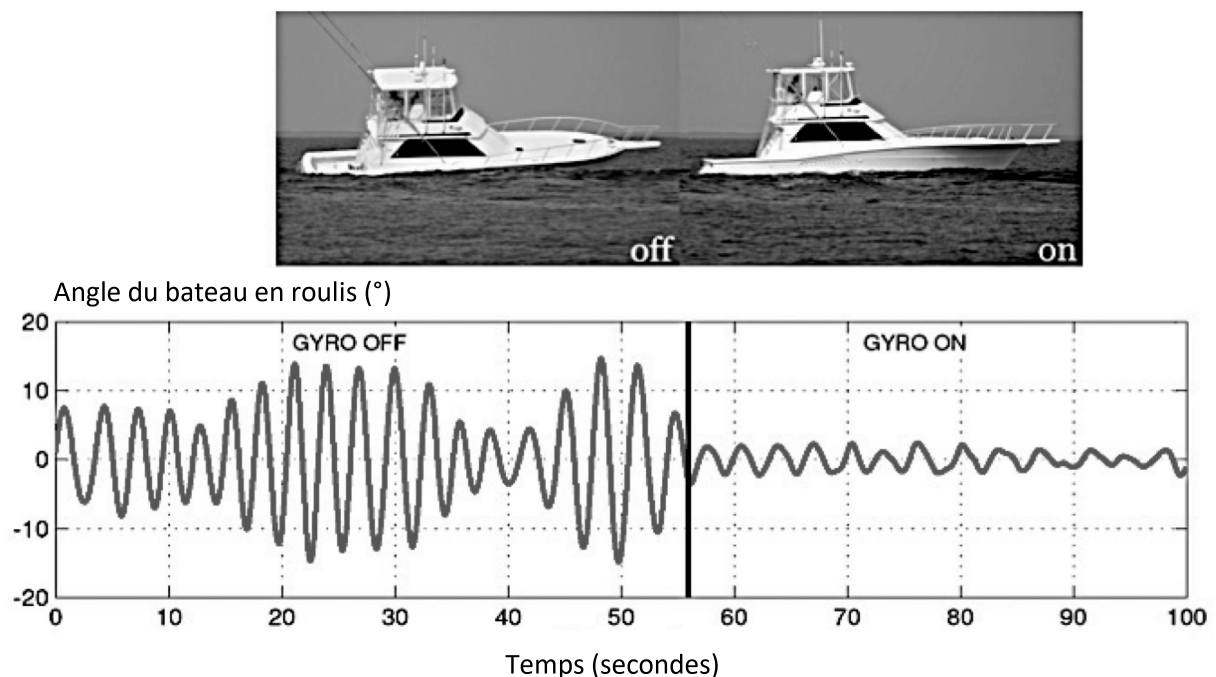 off on
Angle du bateau en roulis (°)
GYRO OFF GYRO ON
20
10
0
-10
-20
0 10 20 30 40 50 60 70 80 90 100
Temps (secondes)